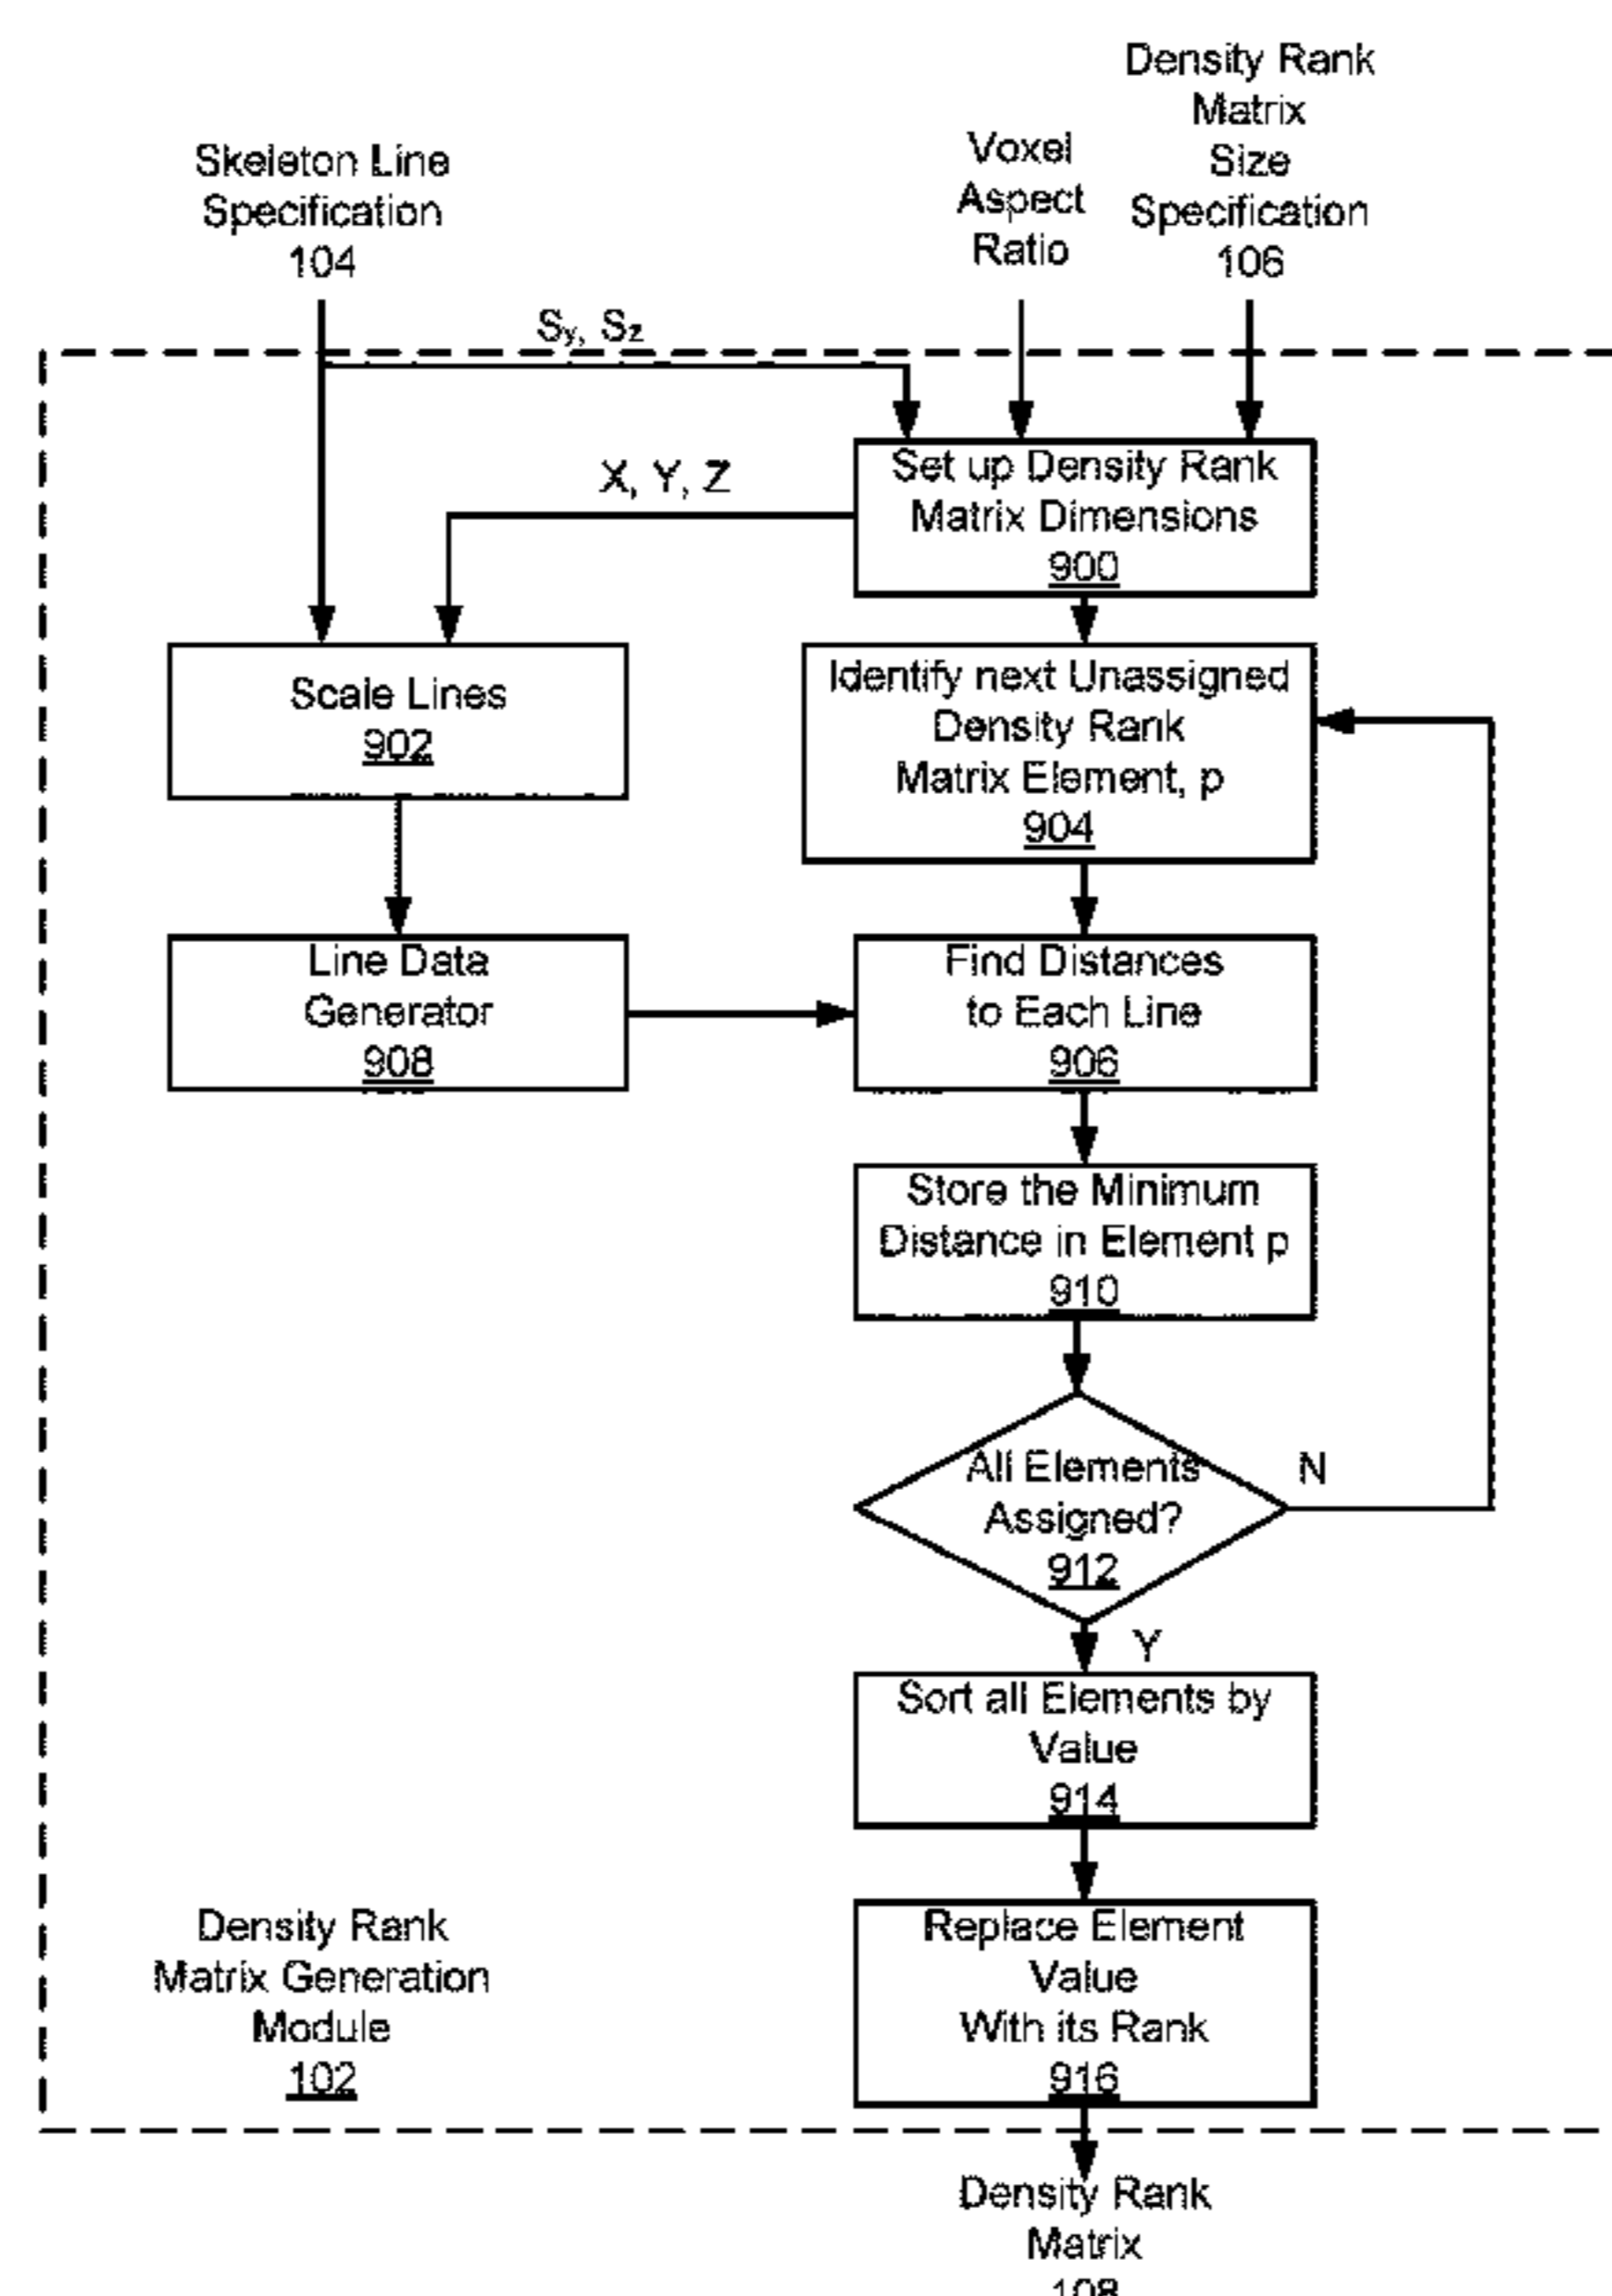 Density Rank
Matrix
Size
Specification
106
Voxel
Aspect
Ratio
Skeleton Line
Specification
104
Sy, Sz
X, Y, Z
Set up Density Rank
Matrix Dimensions
900
Scale Lines
902
Identify next Unassigned
Density Rank
Matrix Element, p
904
Line Data
Generator
908
Find Distances
to Each Line
906
Store the Minimum
Distance in Element p
910
All Elements
Assigned?
912
N
Y
Sort all Elements by
Value
914
Replace Element
Value
With its Rank
916
Density Rank
Matrix Generation
Module
102
Density Rank
Matrix
108